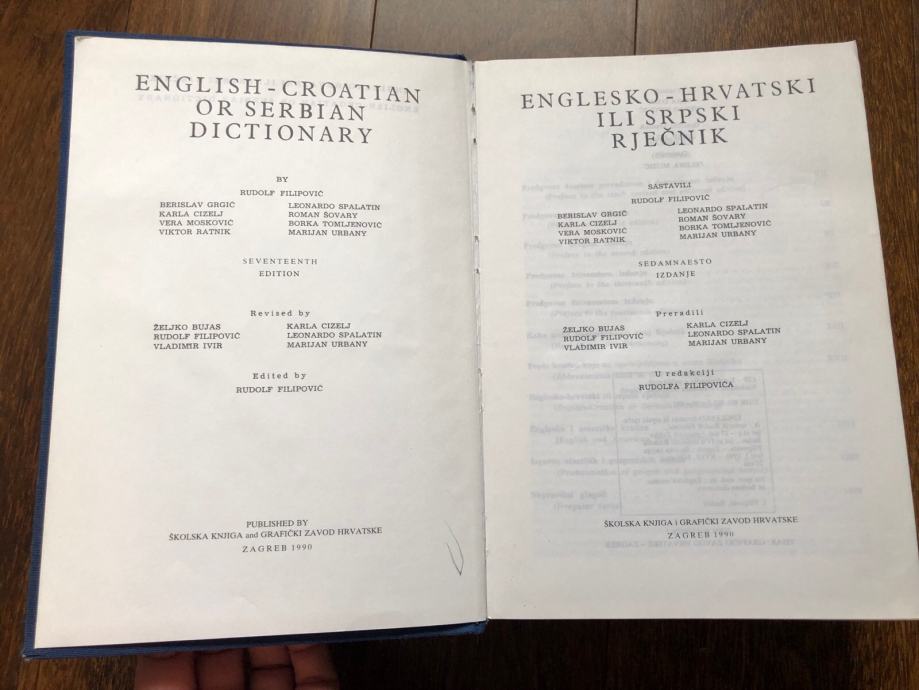 ENGLISH-CROATIAN
OR SERBIAN
DICTIONARY
BY
RUDOLF FILIPOVIĆ
BERISLAV GRGIĆ LEONARDO SPALATIN
KARLA CIZELJ ROMAN ŠOVARY
VERA MOSKOVIĆ BORKA TOMLJENOVIĆ
VIKTOR RATNIK MARIJAN URBANY
SEVENTEENTH
EDITION
Revised by
ŽELJKO BUJAS KARLA CIZELJ
RUDOLF FILIPOVIĆ LEONARDO SPALATIN
VLADIMIR IVIR MARIJAN URBANY
Edited by
RUDOLF FILIPOVIĆ
PUBLISHED BY
ŠKOLSKA KNJIGA and GRAFIČKI ZAVOD HRVATSKE
ZAGREB 1990
ENGLESKO-HRVATSKI
ILI SRPSKI
RJEČNIK
SASTAVILI
RUDOLF FILIPOVIĆ
BERISLAV GRGIĆ LEONARDO SPALATIN
KARLA CIZELJ ROMAN ŠOVARY
VERA MOSKOVIĆ BORKA TOMLJENOVIĆ
VIKTOR RATNIK MARIJAN URBANY
SEDAMNAESTO
IZDANJE
Preradili
ŽELJKO BUJAS KARLA CIZELJ
RUDOLF FILIPOVIĆ LEONARDO SPALATIN
VLADIMIR IVIR MARIJAN URBANY
U redakciji
RUDOLFA FILIPOVIĆA
ŠKOLSKA KNJIGA i GRAFIČKI ZAVOD HRVATSKE
ZAGREB 1990